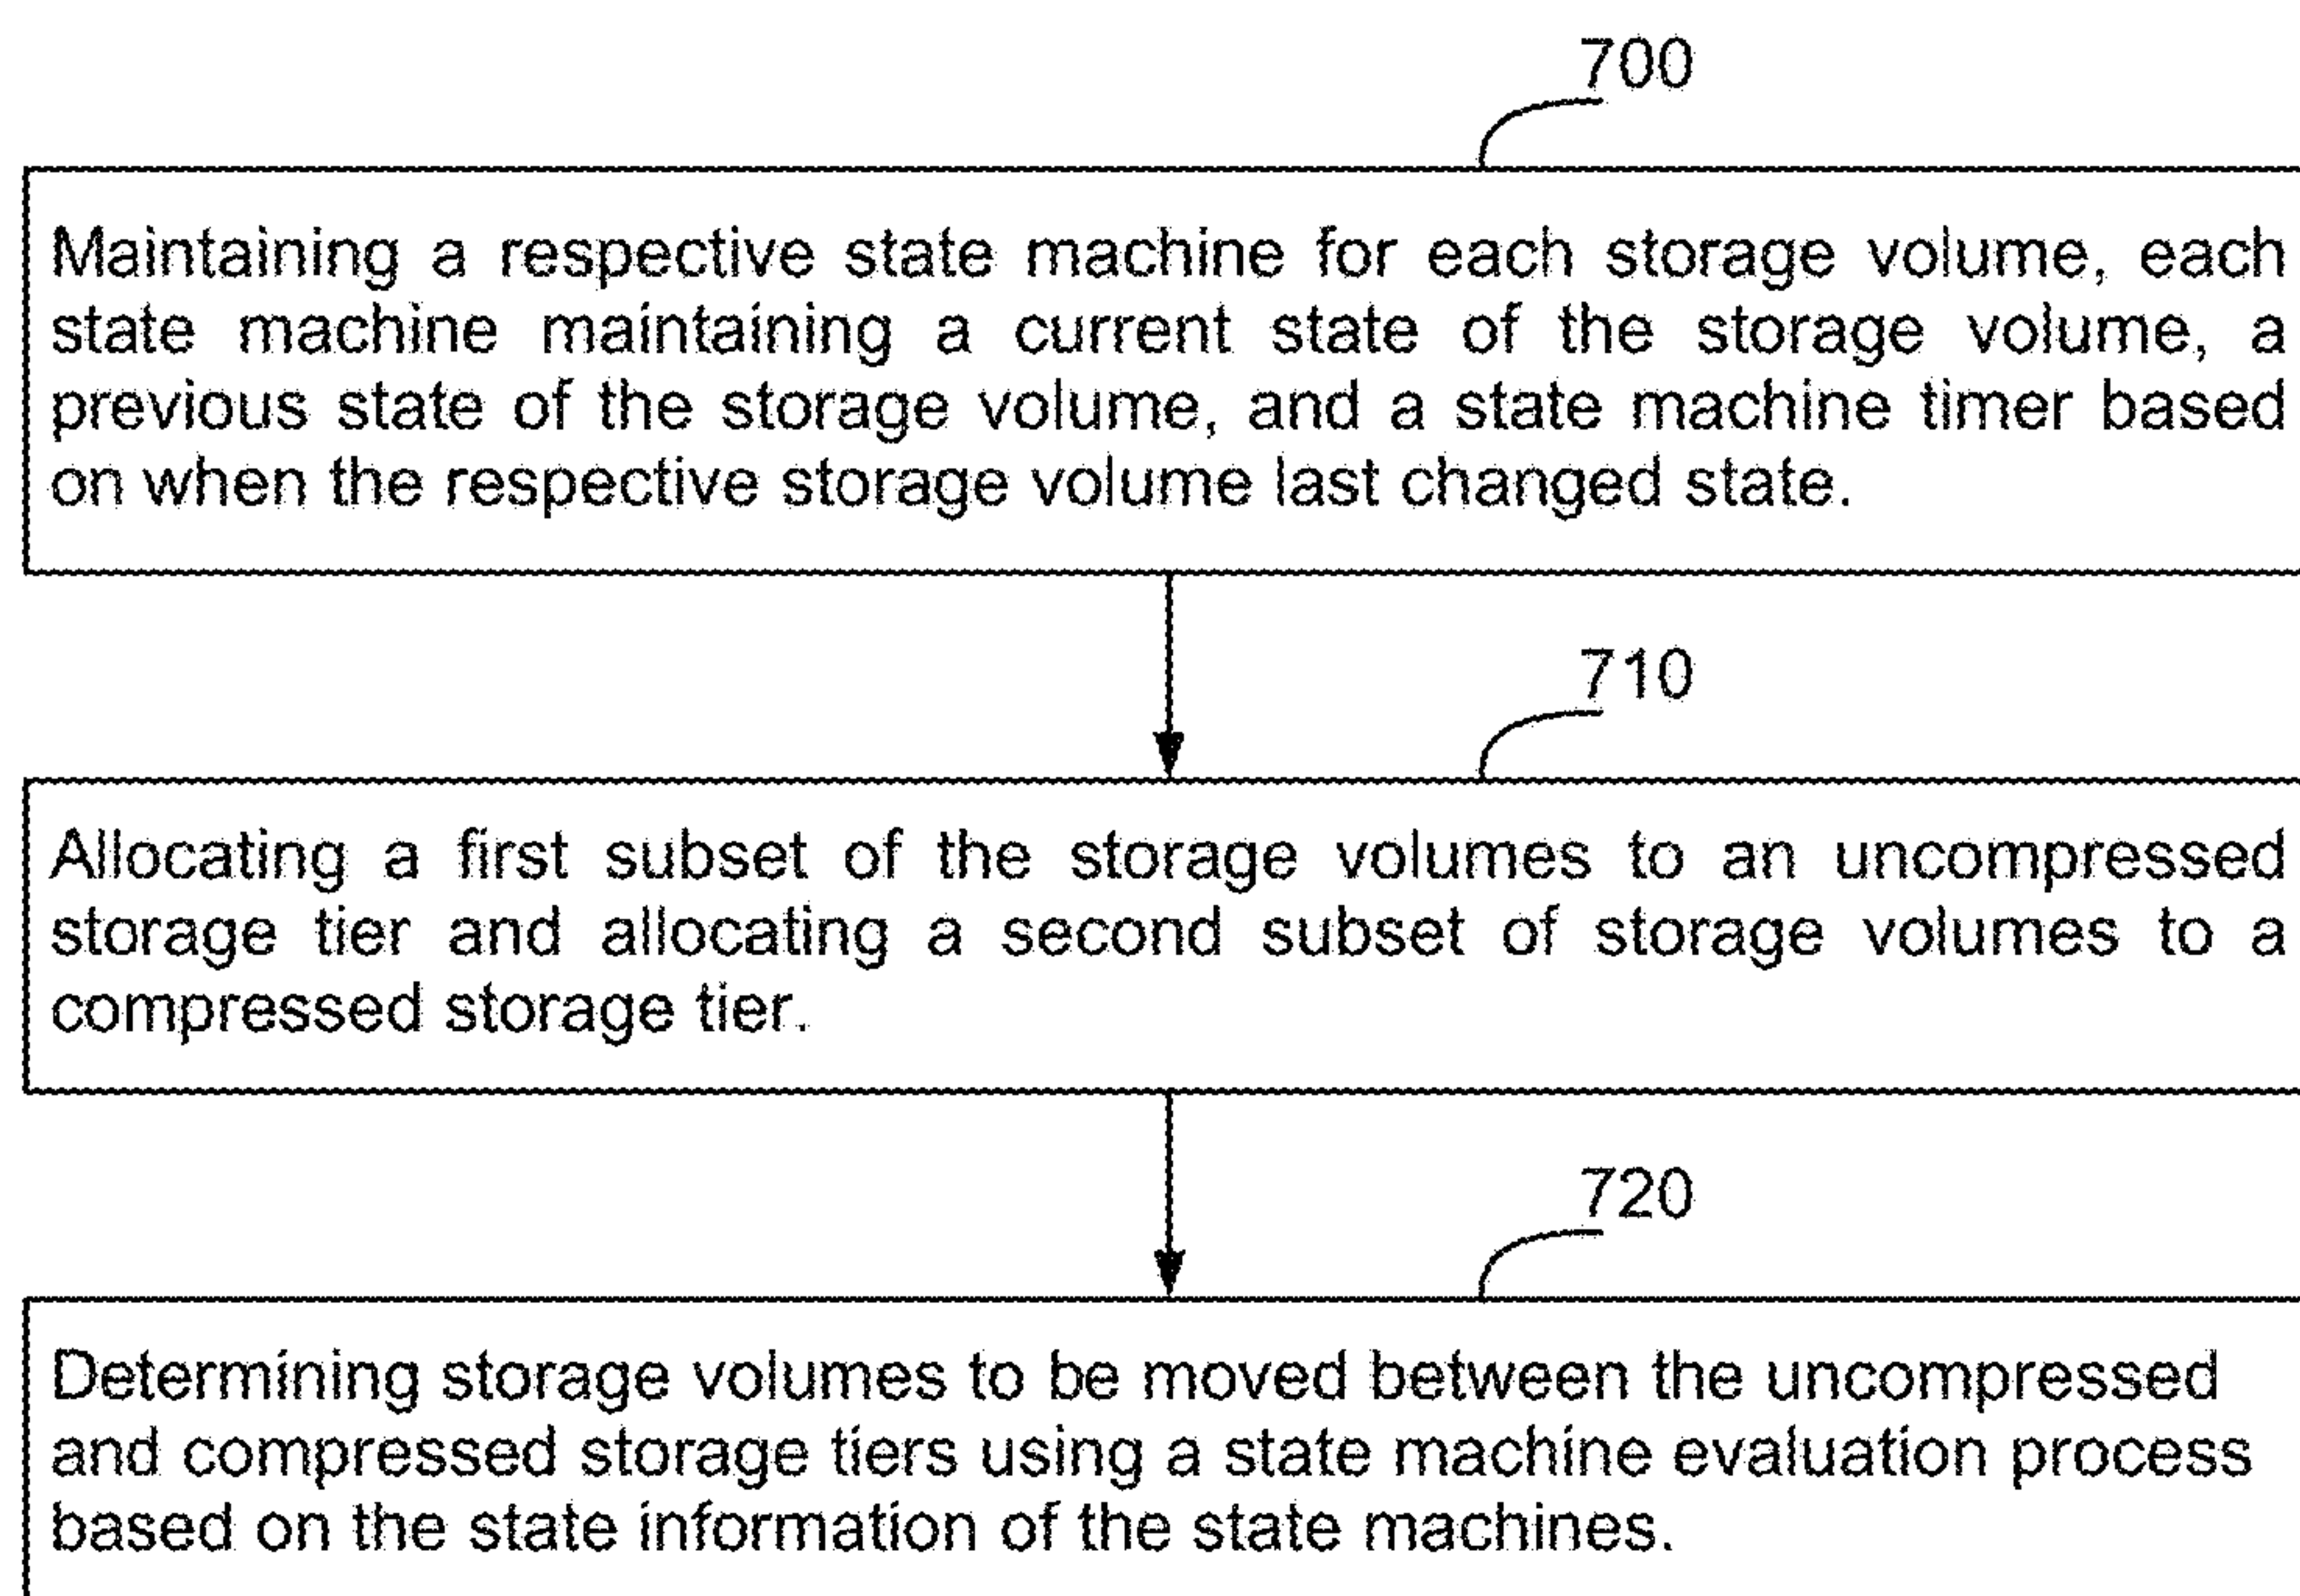 700
Maintaining a respective state machine for each storage volume, each
state machine maintaining a current state of the storage volume, a
previous state of the storage volume, and a state machine timer based
on when the respective storage volume last changed state.
710
Allocating a first subset of the storage volumes to an uncompressed
storage tier and allocating a second subset of storage volumes to a
compressed storage tier.
720
Determining storage volumes to be moved between the uncompressed
and compressed storage tiers using a state machine evaluation process
based on the state information of the state machines.